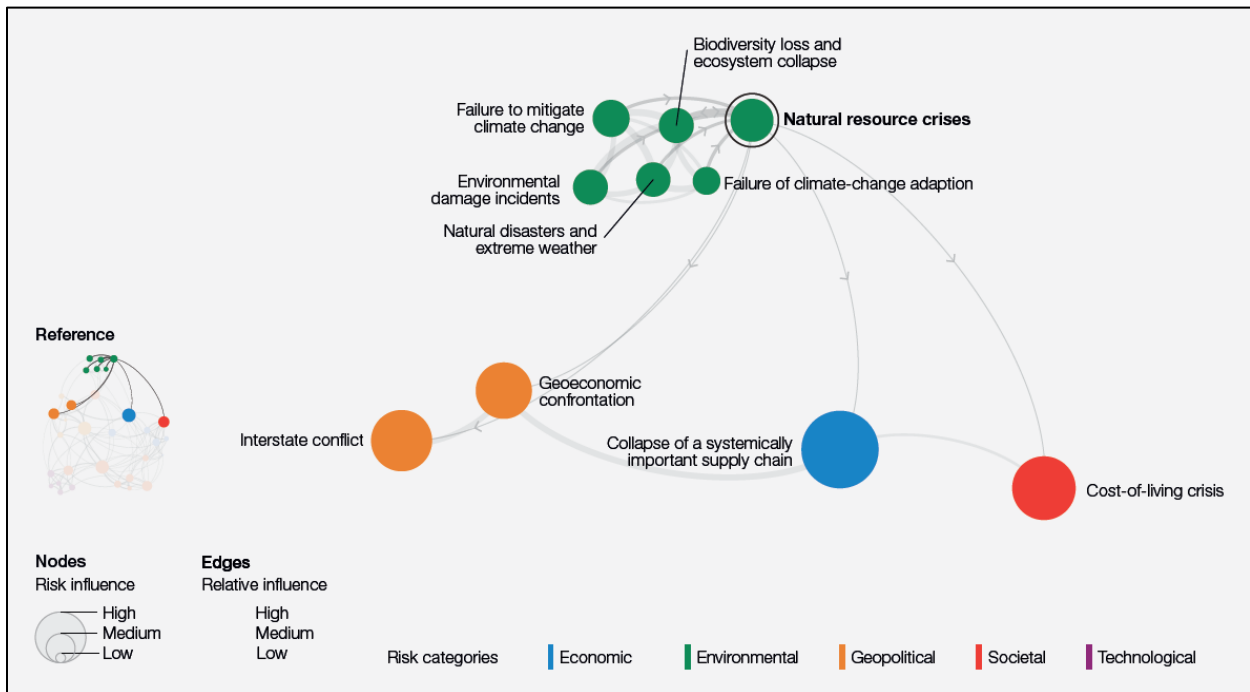 Biodiversity loss and
ecosystem collapse
Failure to mitigate
climate change
Natural resource crises
Environmental
damage incidents
Failure of climate-change adaption
Natural disasters and
extreme weather
Reference
Geoeconomic
confrontation
Interstate conflict
Collapse of a systemically
important supply chain
Cost-of-living crisis
Nodes
Risk influence
High
Medium
Low
Edges
Relative influence
High
Medium
Low
Risk categories
Economic
Environmental
Geopolitical
Societal
Technological